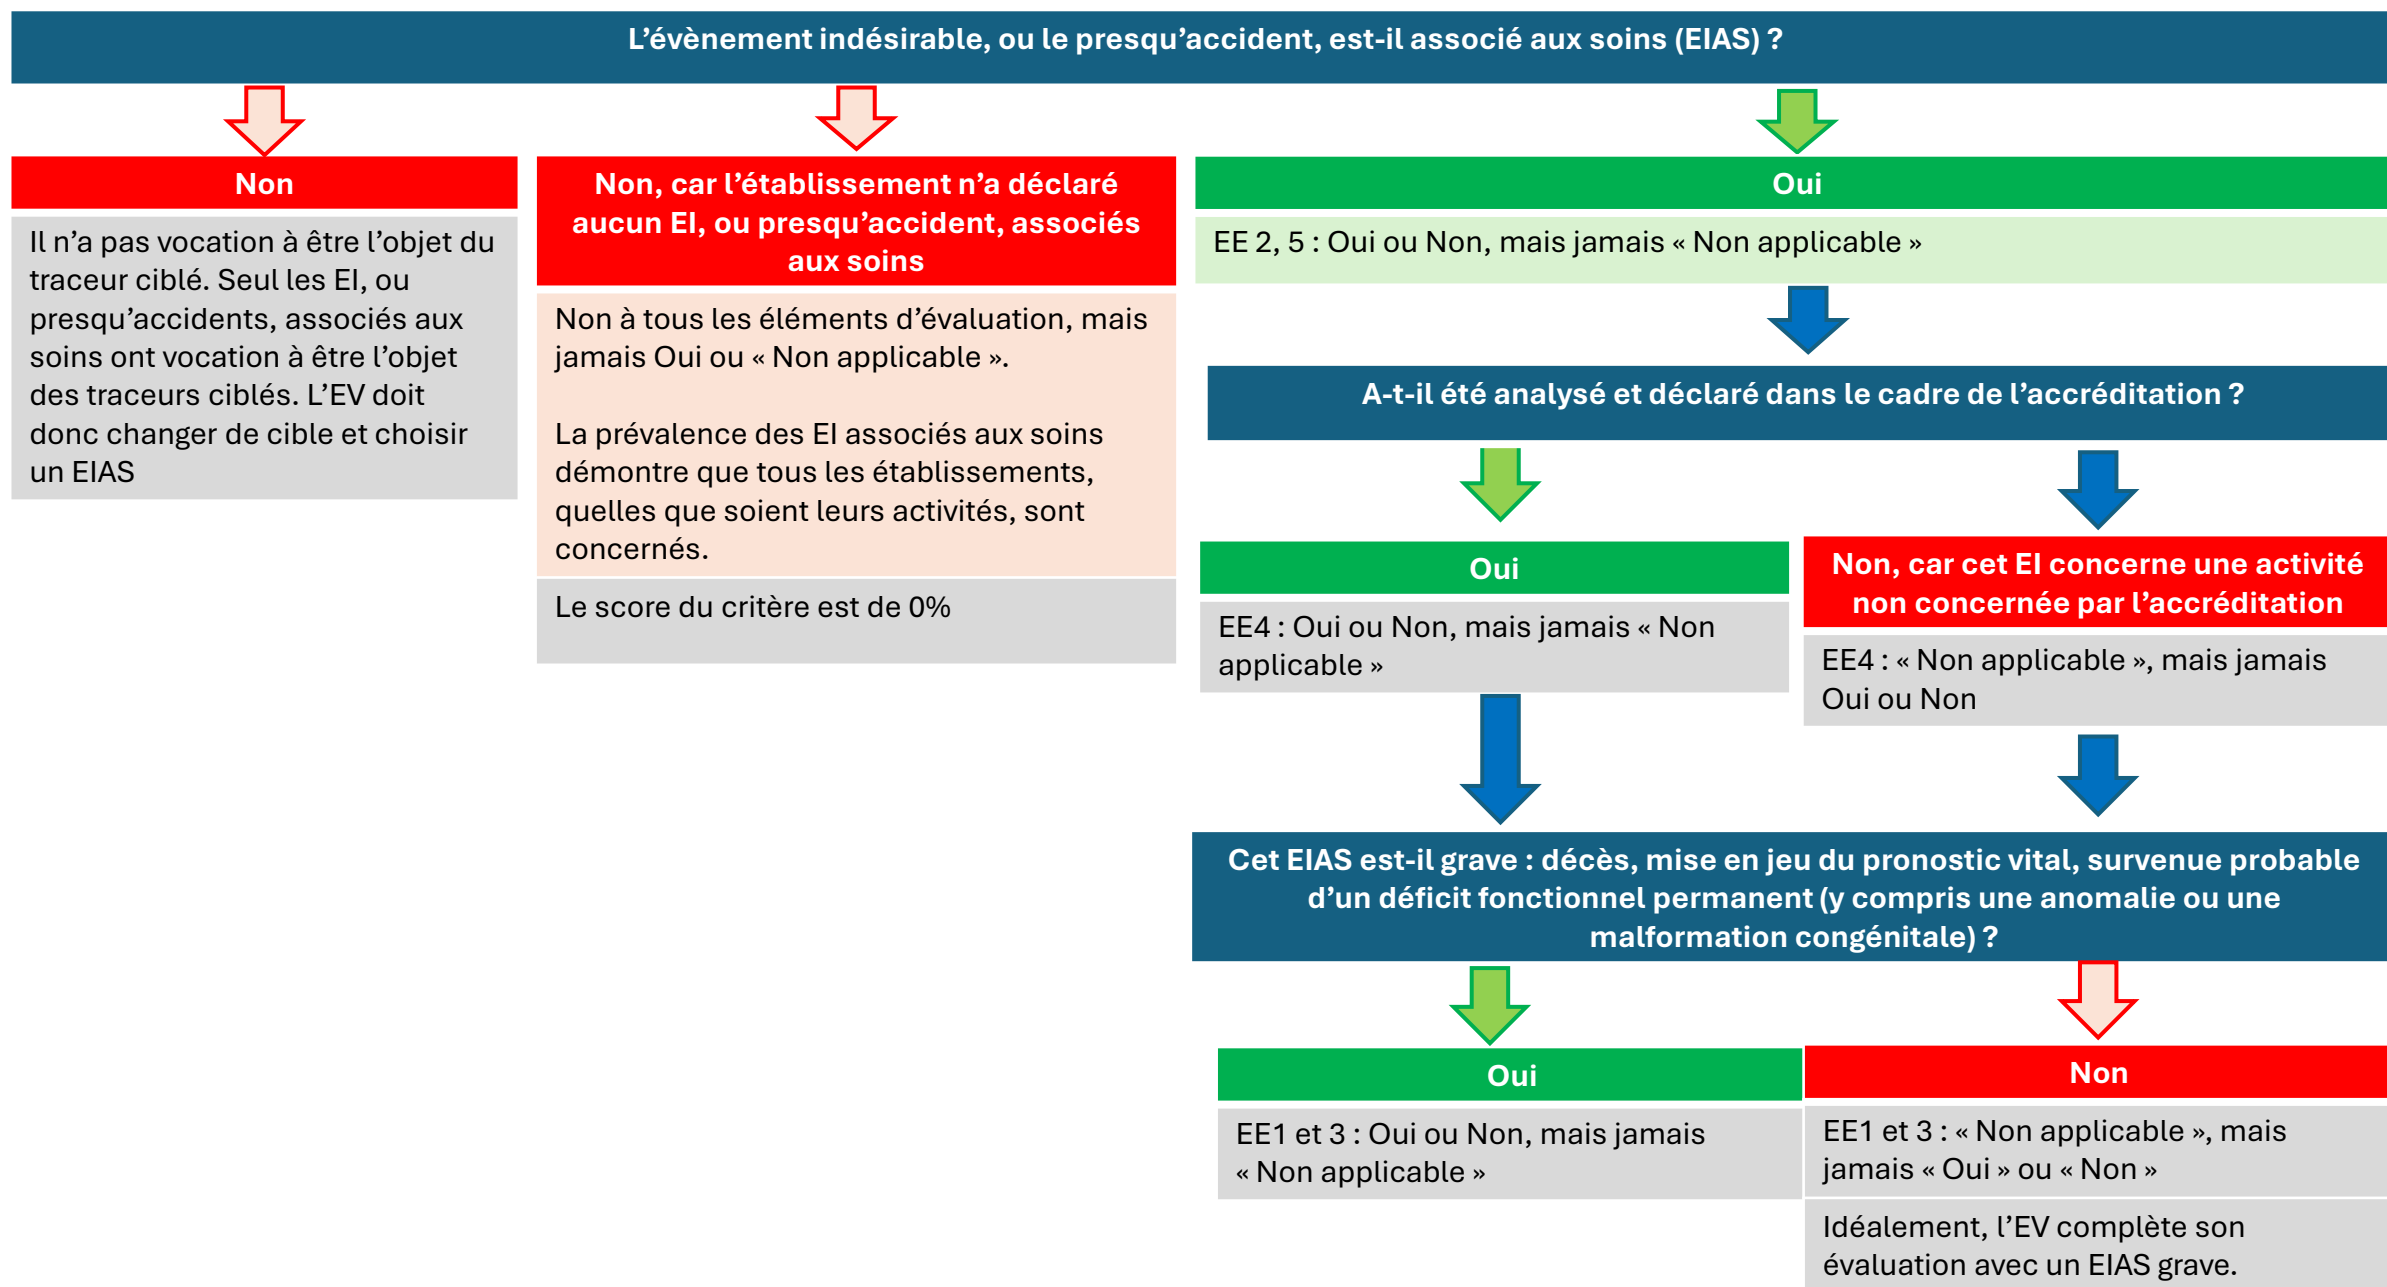 L’évènement indésirable, ou le presqu’accident, est-il associé aux soins (EIAS) ?
Non
Il n’a pas vocation à être l’objet du
traceur ciblé. Seul les EI, ou
presqu’accidents, associés aux
soins ont vocation à être l’objet
des traceurs ciblés. L’EV doit
donc changer de cible et choisir
un EIAS
Non, car l’établissement n’a déclaré
aucun EI, ou presqu’accident, associés
aux soins
Non à tous les éléments d’évaluation, mais
jamais Oui ou « Non applicable ».
La prévalence des EI associés aux soins
démontre que tous les établissements,
quelles que soient leurs activités, sont
concernés.
Le score du critère est de 0%
Oui
EE 2, 5 : Oui ou Non, mais jamais « Non applicable »
A-t-il été analysé et déclaré dans le cadre de l’accréditation ?
Oui
EE4 : Oui ou Non, mais jamais « Non
applicable »
Non, car cet EI concerne une activité
non concernée par l’accréditation
EE4 : « Non applicable », mais jamais
Oui ou Non
Cet EIAS est-il grave : décès, mise en jeu du pronostic vital, survenue probable
d’un déficit fonctionnel permanent (y compris une anomalie ou une
malformation congénitale) ?
Oui
EE1 et 3 : Oui ou Non, mais jamais
« Non applicable »
Non
EE1 et 3 : « Non applicable », mais
jamais « Oui » ou « Non »
Idéalement, l’EV complète son
évaluation avec un EIAS grave.